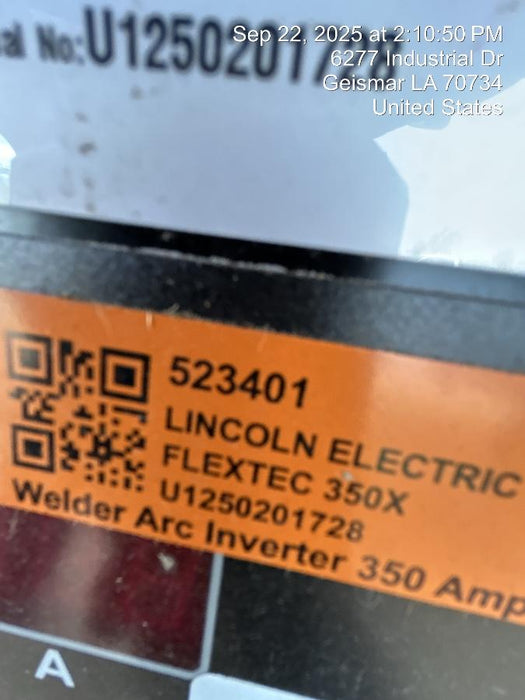 Sep 22, 2025 at 2:10:50 PM
6277 Industrial Dr
Geismar LA 70734
United States
al No:U1250201728
523401
LINCOLN ELECTRIC
FLEXTEC 350X
U1250201728
Welder Arc Inverter 350 Amp
A